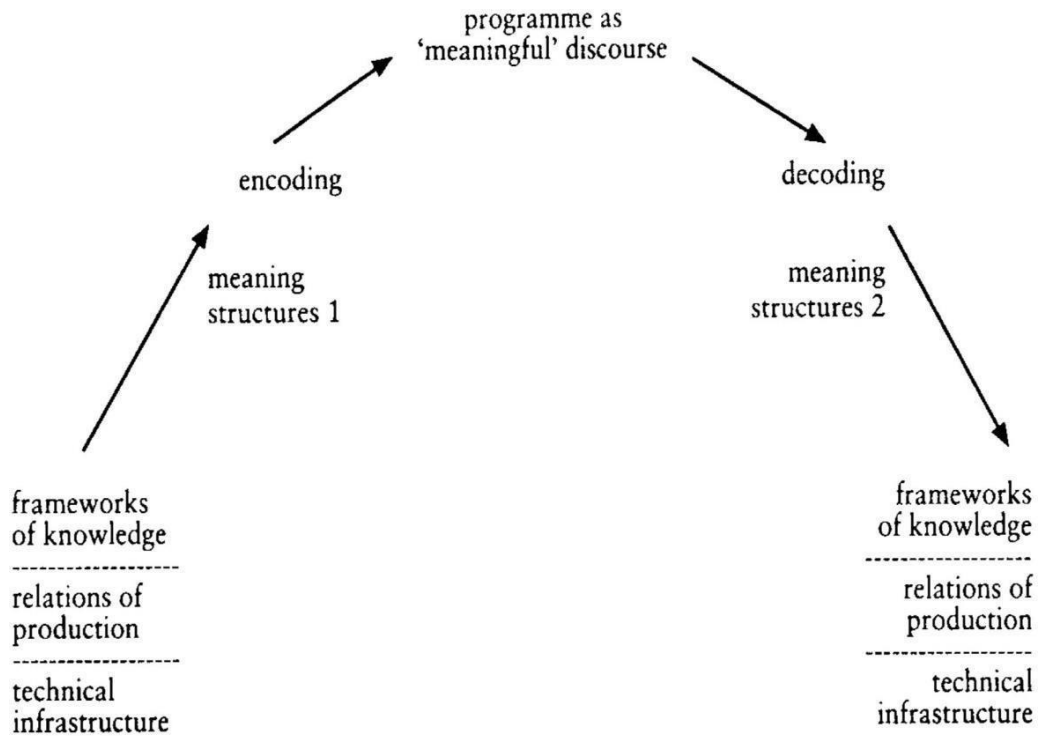 programme as
‘meaningful’ discourse
encoding
decoding
meaning
structures 1
meaning
structures 2
frameworks
of knowledge
relations of
production
technical
infrastructure
frameworks
of knowledge
relations of
production
technical
infrastructure